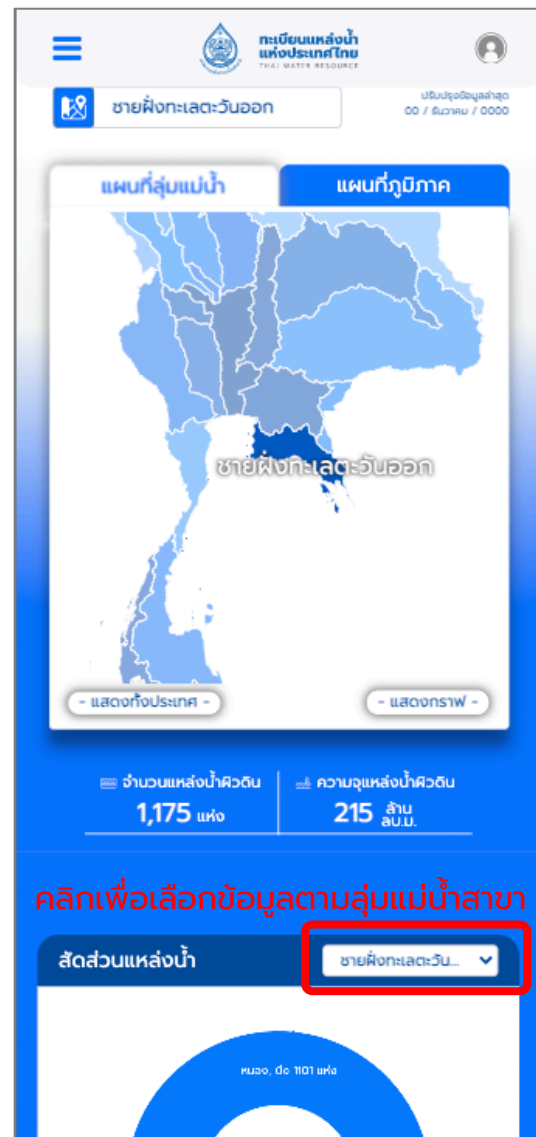 ทะเบียนแหล่งน้ำ
แห่งประเทศไทย
THAI WATER RESOURCE
ชายฝั่งทะเลตะวันออก
ปรับปรุงข้อมูลล่าสุด
00 / ธันวาคม / 0000
แผนที่ลุ่มแม่น้ำ
แผนที่ภูมิภาค
ชายฝั่งทะเลตะวันออก
- แสดงทั้งประเทศ -
- แสดงกราฟ -
จำนวนแหล่งน้ำผิวดิน
1,175 แห่ง
ความจุแหล่งน้ำผิวดิน
215 ล้าน ลบ.ม.
คลิกเพื่อเลือกข้อมูลตามลุ่มแม่น้ำสาขา
สัดส่วนแหล่งน้ำ
ชายฝั่งทะเลตะวัน...
หนอง, บึง 1101 แห่ง